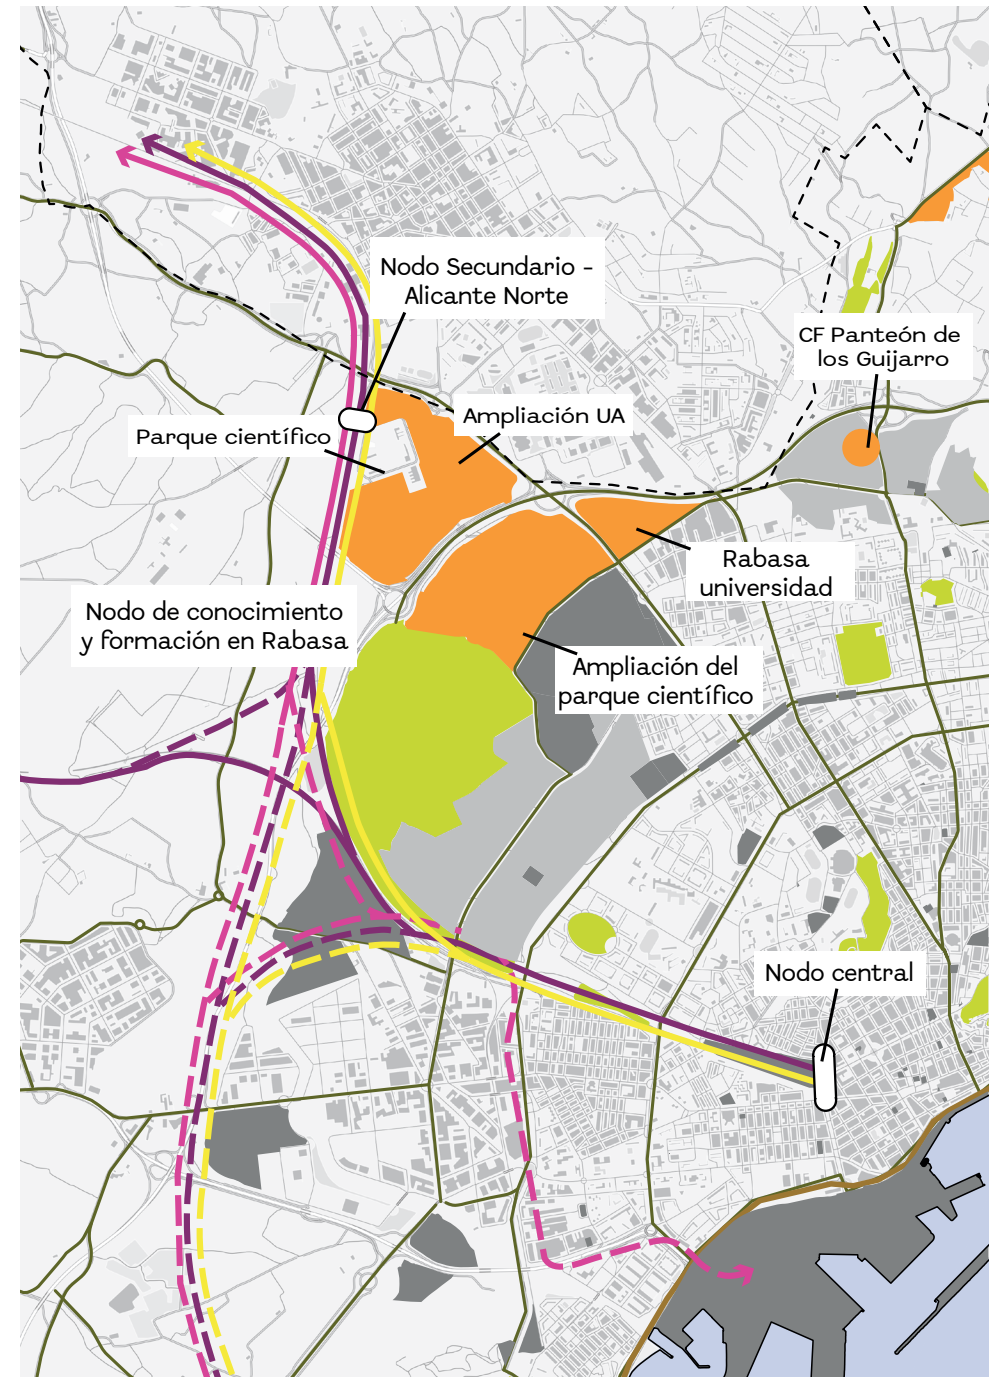 Nodo Secundario -
Alicante Norte
CF Panteón de
los Guijarro
Parque científico
Ampliación UA
Rabasa
universidad
Nodo de conocimiento
y formación en Rabasa
Ampliación del
parque científico
Nodo central